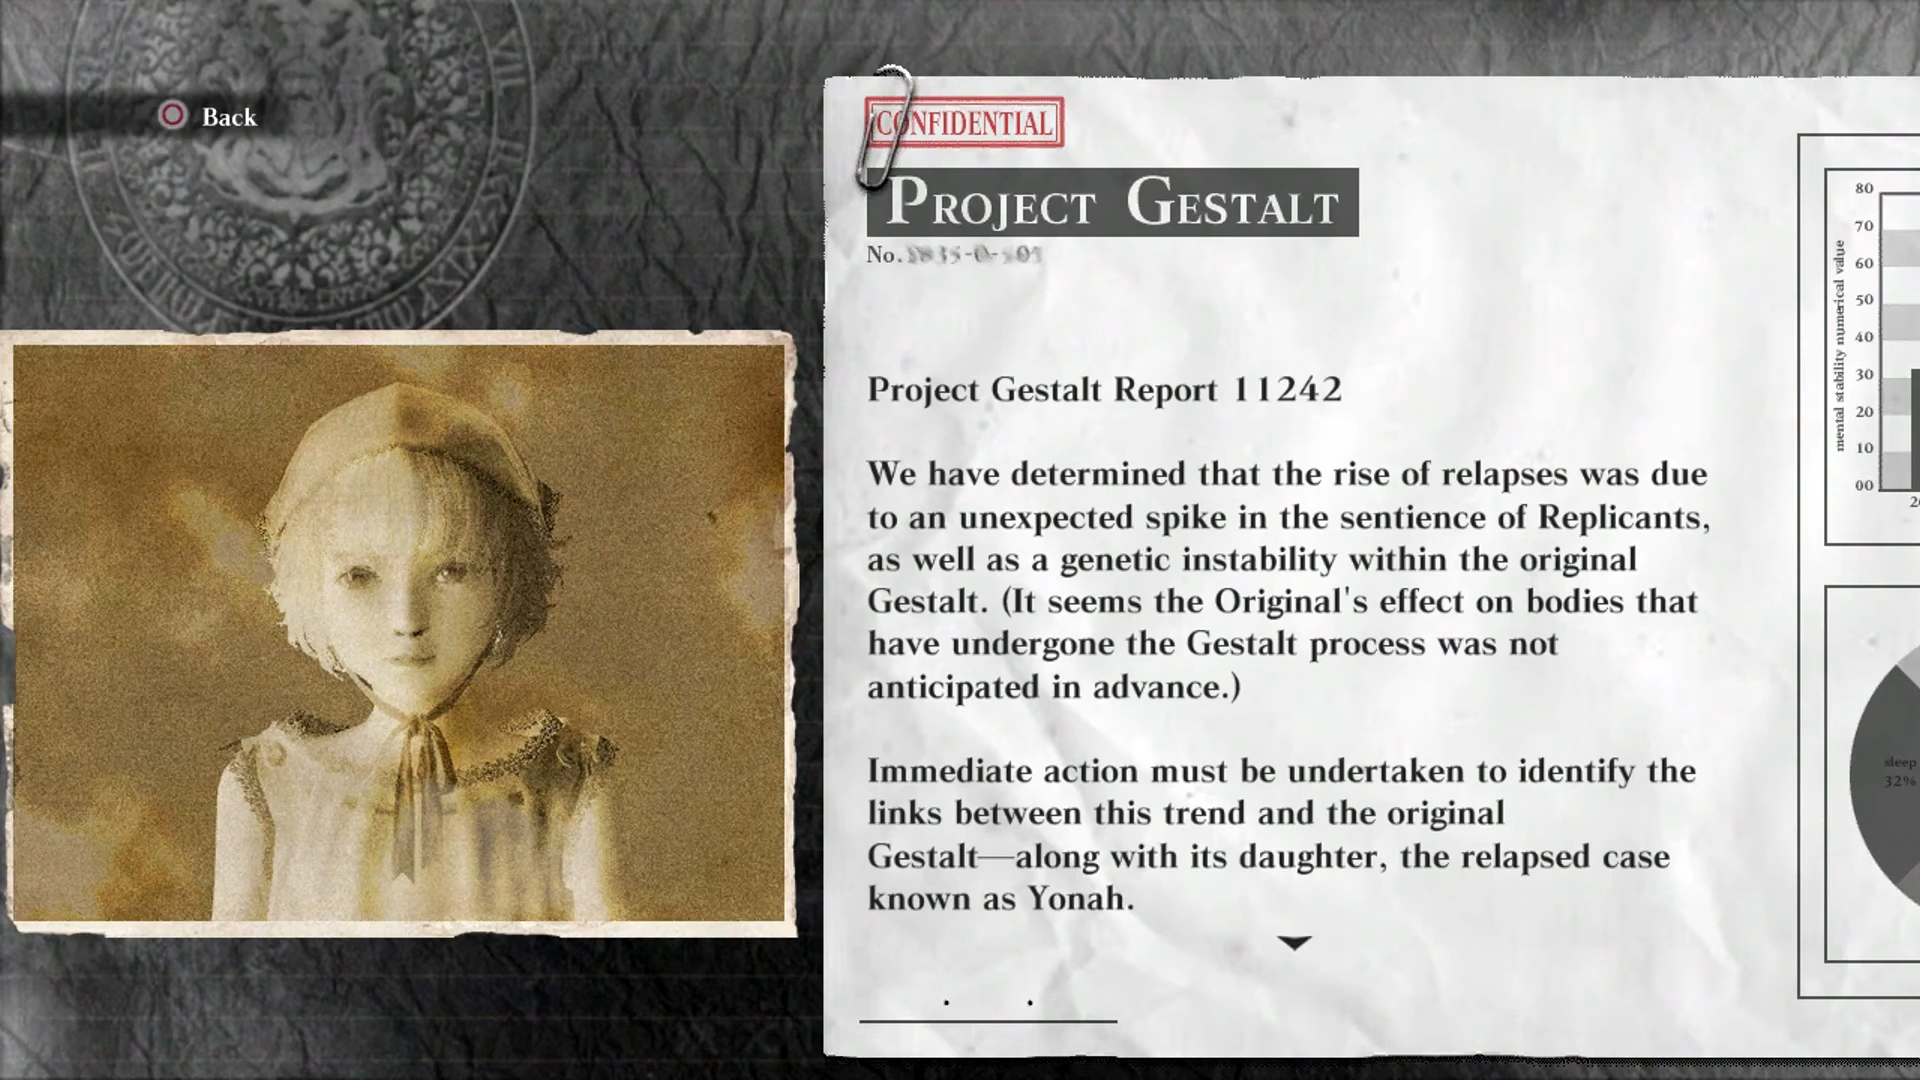 Back
CONFIDENTIAL
PROJECT GESTALT
No.
Project Gestalt Report 11242
We have determined that the rise of relapses was due
to an unexpected spike in the sentience of Replicants,
as well as a genetic instability within the original
Gestalt. (It seems the Original's effect on bodies that
have undergone the Gestalt process was not
anticipated in advance.)
Immediate action must be undertaken to identify the
links between this trend and the original
Gestalt—along with its daughter, the relapsed case
known as Yonah.
mental stability numerical value
80
70
60
50
40
30
20
10
00
sleep
32%